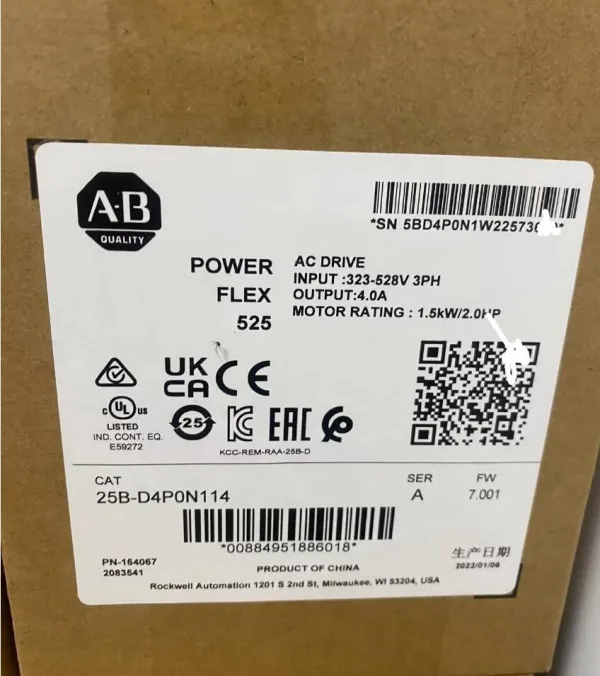 A-B
QUALITY
*SN 5BD4P0N1W22573
POWER
FLEX
525
AC DRIVE
INPUT :323-528V 3PH
OUTPUT:4.0A
MOTOR RATING : 1.5kW/2.0HP
UK
CA CE
C UL US
LISTED
IND. CONT. EQ.
E59272
25
KC
EAC
KCC-REM-RAA-25B-D
CAT
25B-D4P0N114
SER
A
FW
7.001
*00884951886018*
PN-164067
2083541
PRODUCT OF CHINA
生产日期
2022/01/06
Rockwell Automation 1201 S 2nd St, Milwaukee, WI 53204, USA